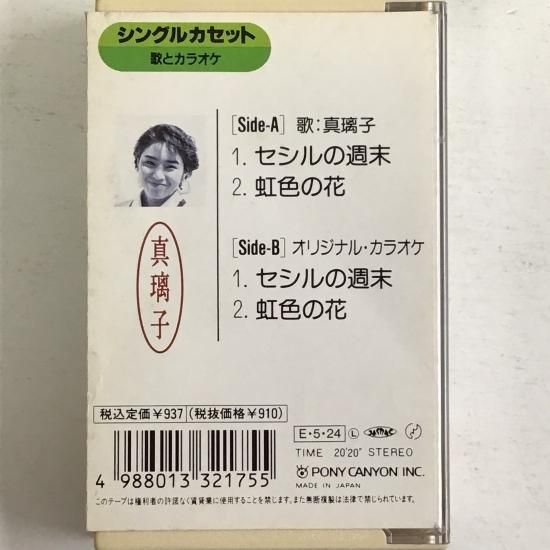 シングルカセット
歌とカラオケ
[Side-A] 歌:真璃子
1. セシルの週末
2. 虹色の花
真璃子
[Side-B] オリジナル・カラオケ
1. セシルの週末
2. 虹色の花
税込定価￥937 (税抜価格￥910)
E・5・24 Ⓛ JASRAC
TIME 20'20" STEREO
PONY CANYON INC.
MADE IN JAPAN
4 988013 321755
このテープは権利者の許諾なく賃貸業に使用することを禁じます。また無断複製は法律で禁じられています。